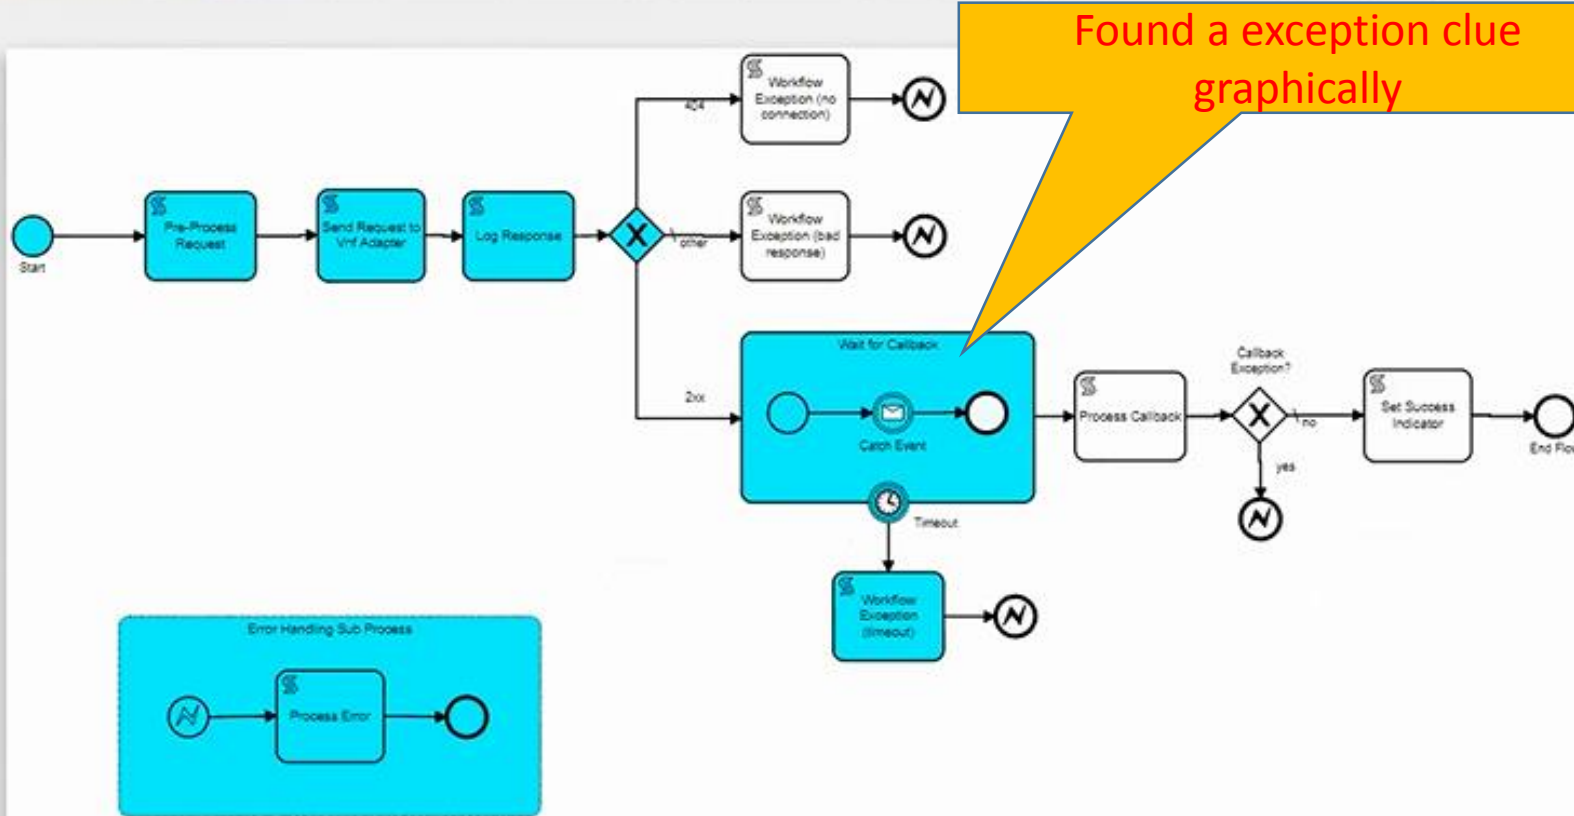 Found a exception clue
graphically
404
Workflow
Exception (no
connection)
Start
Pre-Process
Request
Send Request to
Vnf Adapter
Log Response
other
Workflow
Exception (bad
response)
2xx
Wait for Callback
Catch Event
Timeout
Process Callback
Callback
Exception?
no
yes
Set Success
Indicator
End Flow
Workflow
Exception
(timeout)
Error Handling Sub Process
Process Error